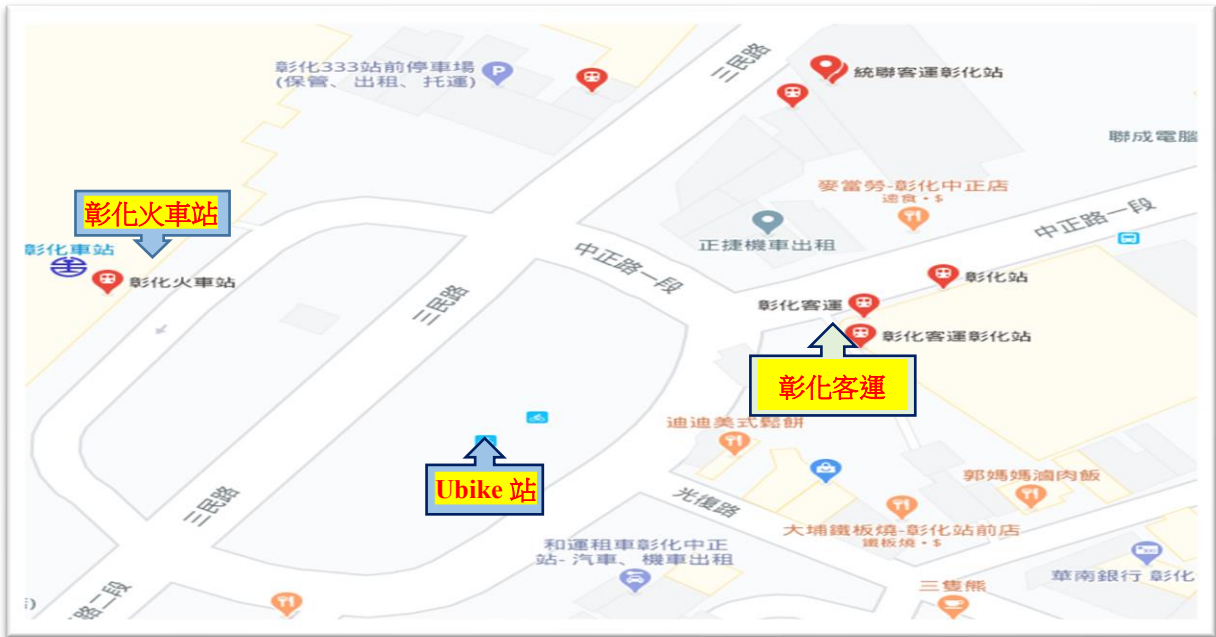 彰化333站前停車場
(保管、出租、托運)
P
三民路
統聯客運彰化站
聯成電腦
麥當勞-彰化中正店
速食・$
彰化火車站
正捷機車出租
中正路一段
彰化車站
彰化火車站
中正路一段
三民路
彰化站
彰化客運
彰化客運彰化站
彰化客運
迪迪美式鬆餅
Ubike 站
郭媽媽滷肉飯
三民路
光復路
大埔鐵板燒-彰化站前店
鐵板燒・$
和運租車彰化中正
站- 汽車、機車出租
華南銀行 彰化
三隻熊
路二段